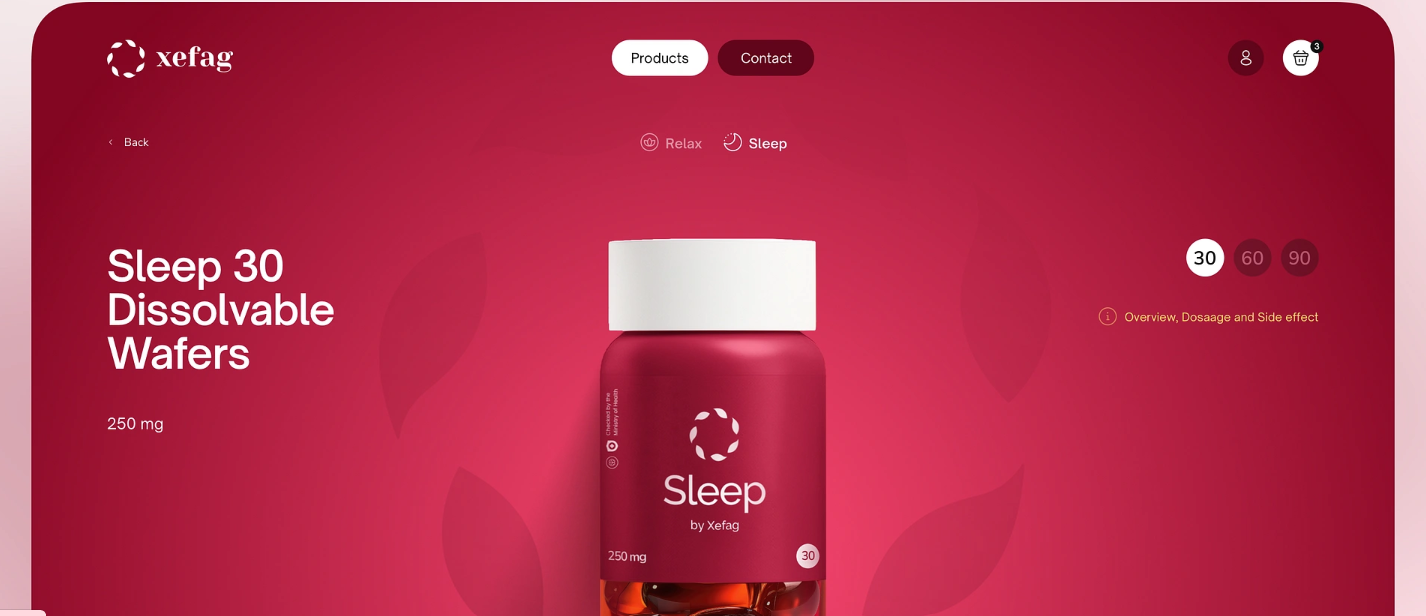 xefag
Products
Contact
3
Back
Relax
Sleep
Sleep 30
Dissolvable
Wafers
250 mg
30
60
90
Overview, Dosaage and Side effect
Checked by the
Ministry of Health
Sleep
by Xefag
250 mg
30